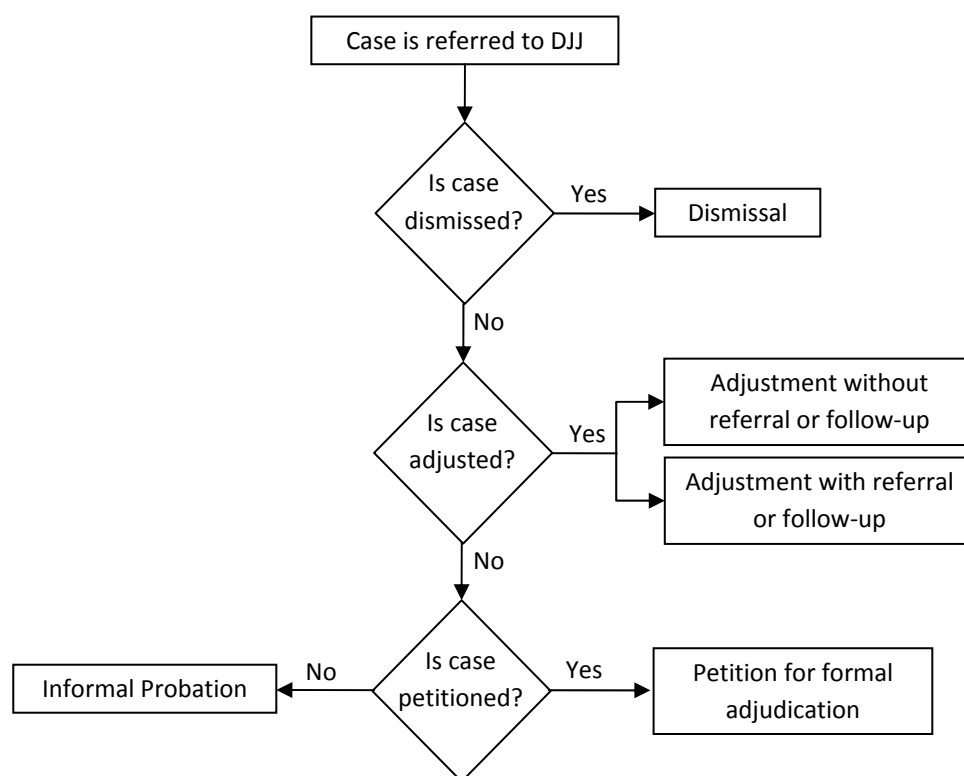 Case is referred to DJJ
Is case
dismissed?
Yes
Dismissal
No
Is case
adjusted?
Yes
Adjustment without
referral or follow-up
Adjustment with referral
or follow-up
No
Informal Probation
No
Is case
petitioned?
Yes
Petition for formal
adjudication